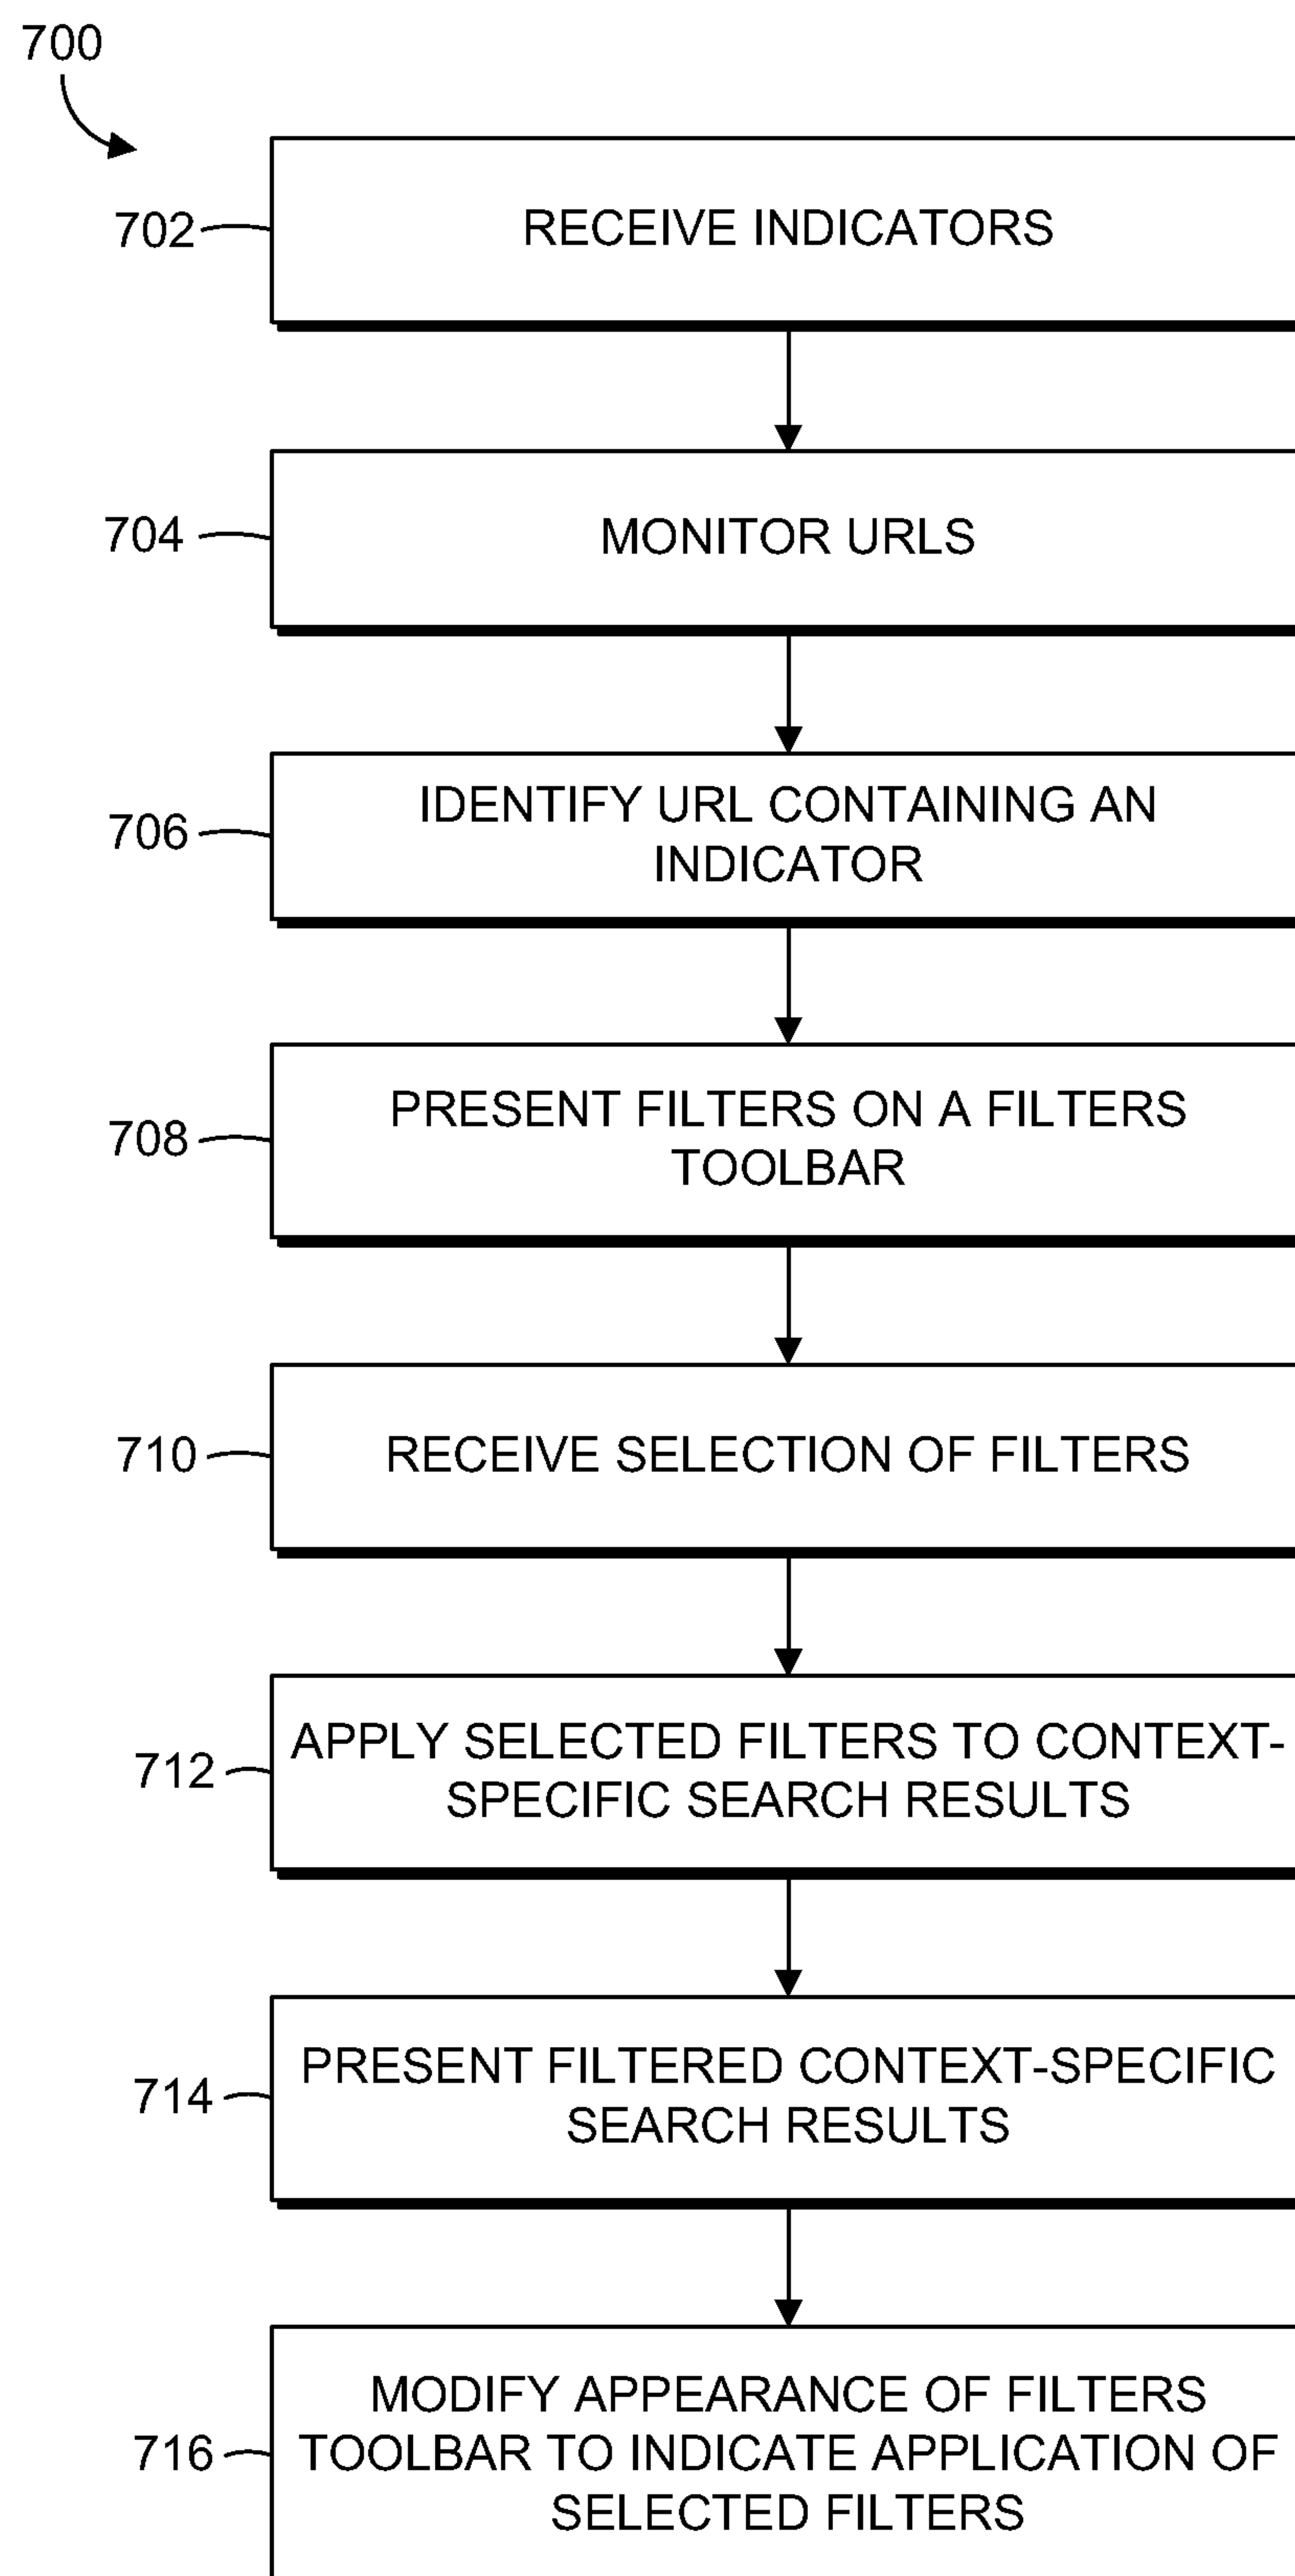 700
702
RECEIVE INDICATORS
704
MONITOR URLS
706
IDENTIFY URL CONTAINING AN
INDICATOR
708
PRESENT FILTERS ON A FILTERS
TOOLBAR
710
RECEIVE SELECTION OF FILTERS
712
APPLY SELECTED FILTERS TO CONTEXT-
SPECIFIC SEARCH RESULTS
714
PRESENT FILTERED CONTEXT-SPECIFIC
SEARCH RESULTS
716
MODIFY APPEARANCE OF FILTERS
TOOLBAR TO INDICATE APPLICATION OF
SELECTED FILTERS